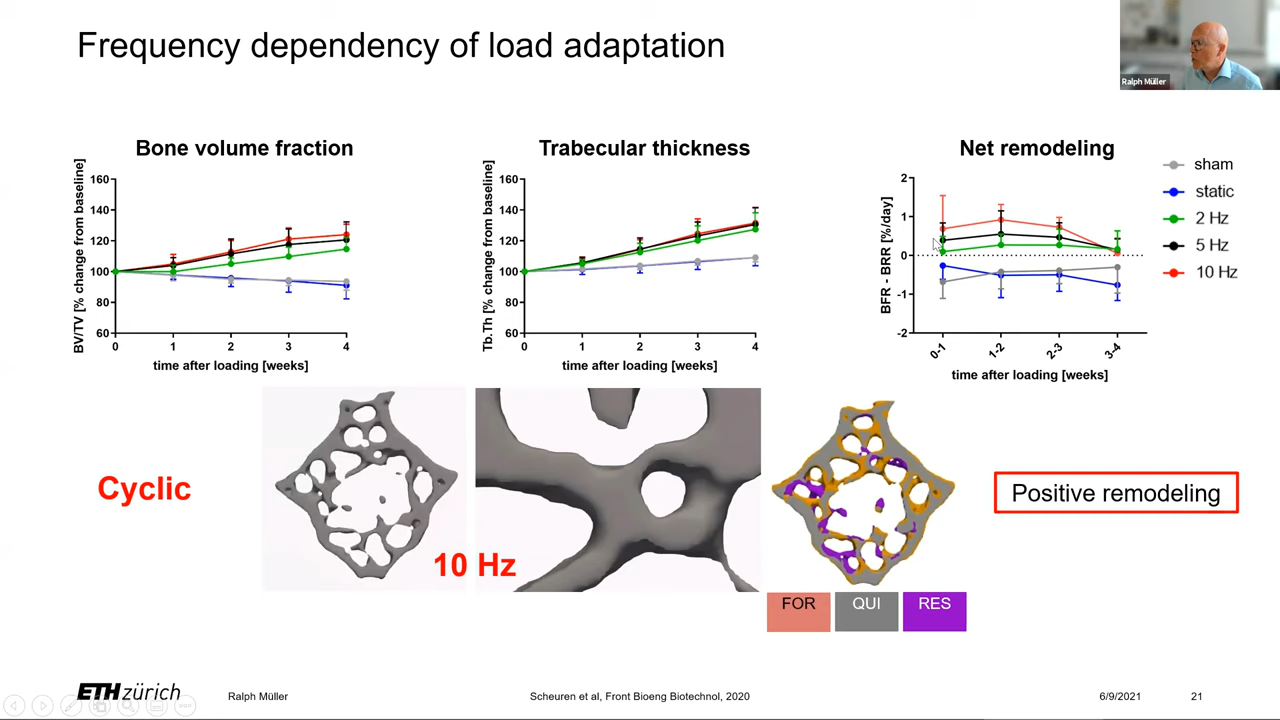 Frequency dependency of load adaptation
Ralph Müller
Bone volume fraction
BV/TV [% change from baseline]
160
140
120
100
80
60
0 1 2 3 4
time after loading [weeks]
Trabecular thickness
Tb.Th [% change from baseline]
160
140
120
100
80
60
0 1 2 3 4
time after loading [weeks]
Net remodeling
BFR - BRR [%/day]
2
1
0
-1
-2
0-1 1-2 2-3 3-4
time after loading [weeks]
sham
static
2 Hz
5 Hz
10 Hz
Cyclic
10 Hz
Positive remodeling
FOR QUI RES
ETH zürich
Ralph Müller
Scheuren et al, Front Bioeng Biotechnol, 2020
6/9/2021
21